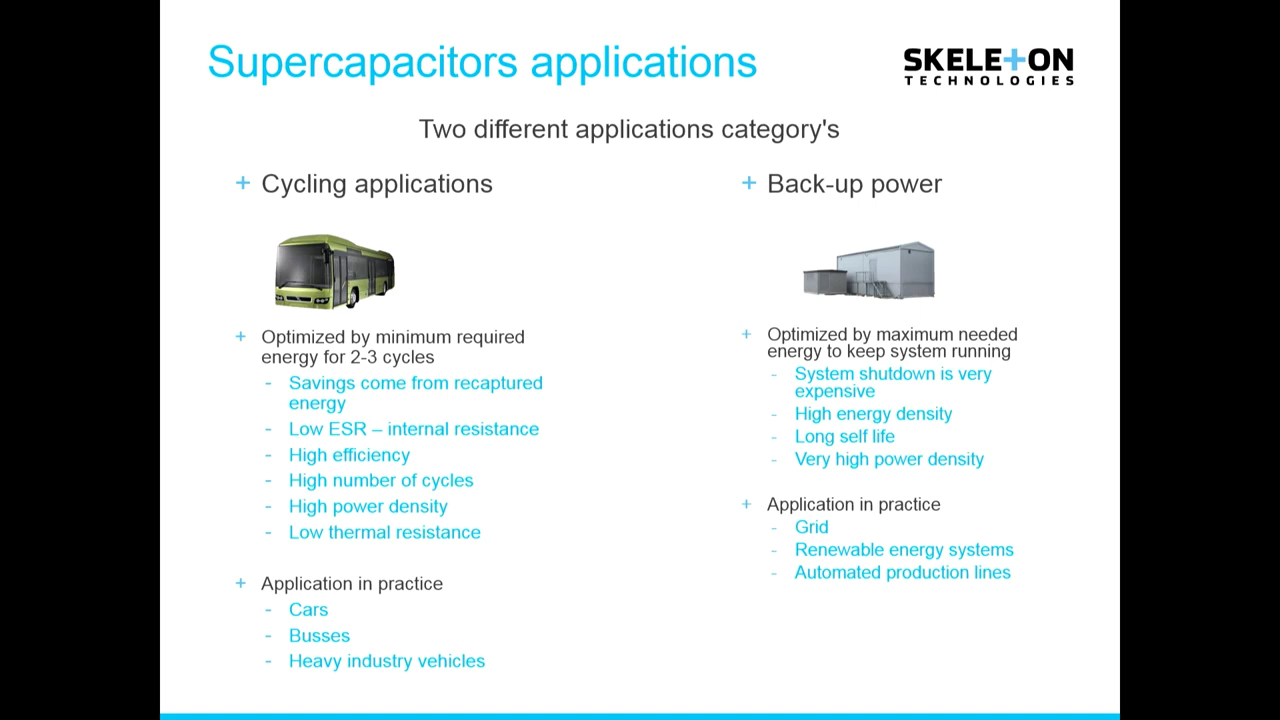 Supercapacitors applications
SKELE+ON
TECHNOLOGIES
Two different applications category's
+ Cycling applications
+ Optimized by minimum required
energy for 2-3 cycles
- Savings come from recaptured
energy
- Low ESR – internal resistance
- High efficiency
- High number of cycles
- High power density
- Low thermal resistance
+ Application in practice
- Cars
- Busses
- Heavy industry vehicles
+ Back-up power
+ Optimized by maximum needed
energy to keep system running
- System shutdown is very
expensive
- High energy density
- Long self life
- Very high power density
+ Application in practice
- Grid
- Renewable energy systems
- Automated production lines